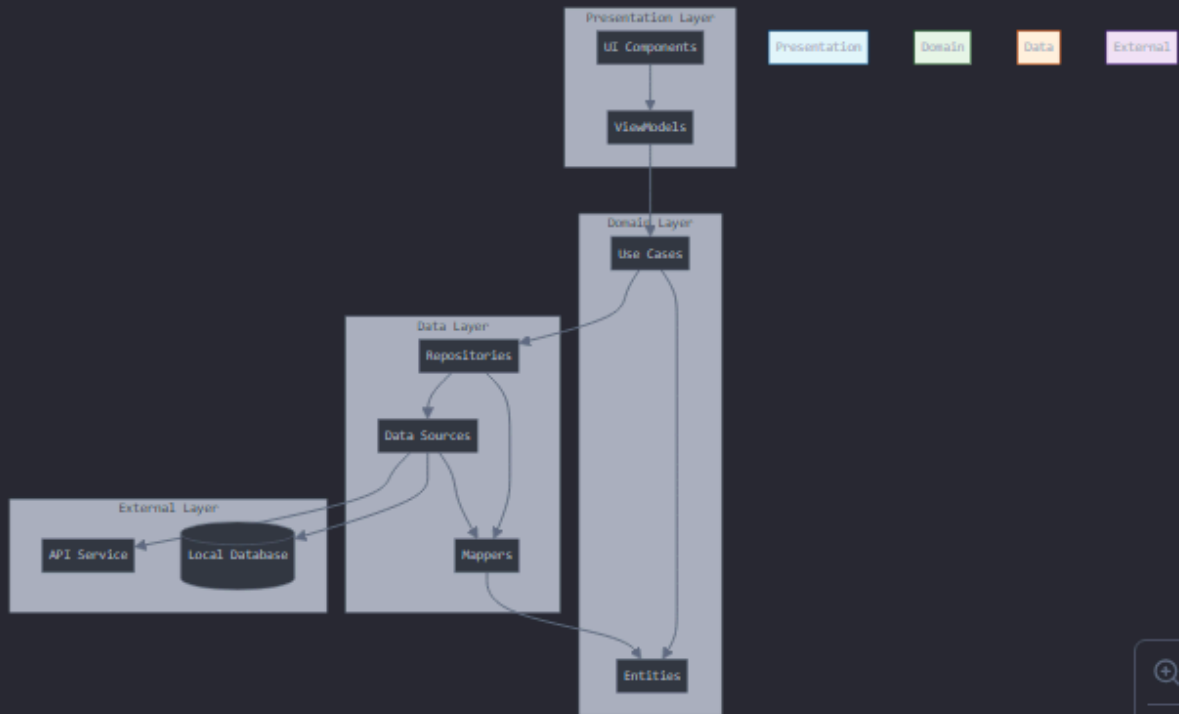 Presentation Layer
UI Components
ViewModels
Presentation
Domain
Data
External
Domain Layer
Use Cases
Data Layer
Repositories
Data Sources
Mappers
External Layer
API Service
Local Database
Entities